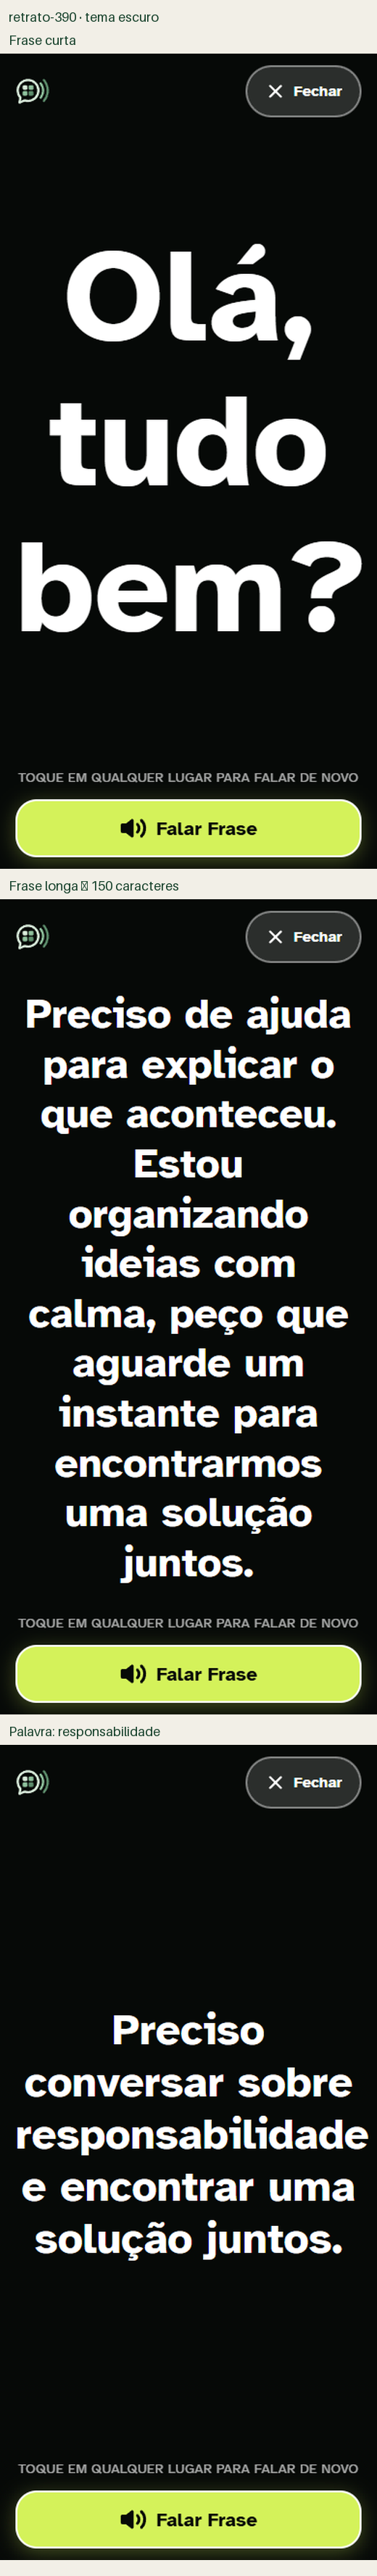 retrato-390 · tema escuro
Frase curta
Fechar
Olá,
tudo
bem?
TOQUE EM QUALQUER LUGAR PARA FALAR DE NOVO
Falar Frase
Frase longa 150 caracteres
Fechar
Preciso de ajuda
para explicar o
que aconteceu.
Estou
organizando
ideias com
calma, peço que
aguarde um
instante para
encontrarmos
uma solução
juntos.
TOQUE EM QUALQUER LUGAR PARA FALAR DE NOVO
Falar Frase
Palavra: responsabilidade
Fechar
Preciso
conversar sobre
responsabilidade
e encontrar uma
solução juntos.
TOQUE EM QUALQUER LUGAR PARA FALAR DE NOVO
Falar Frase